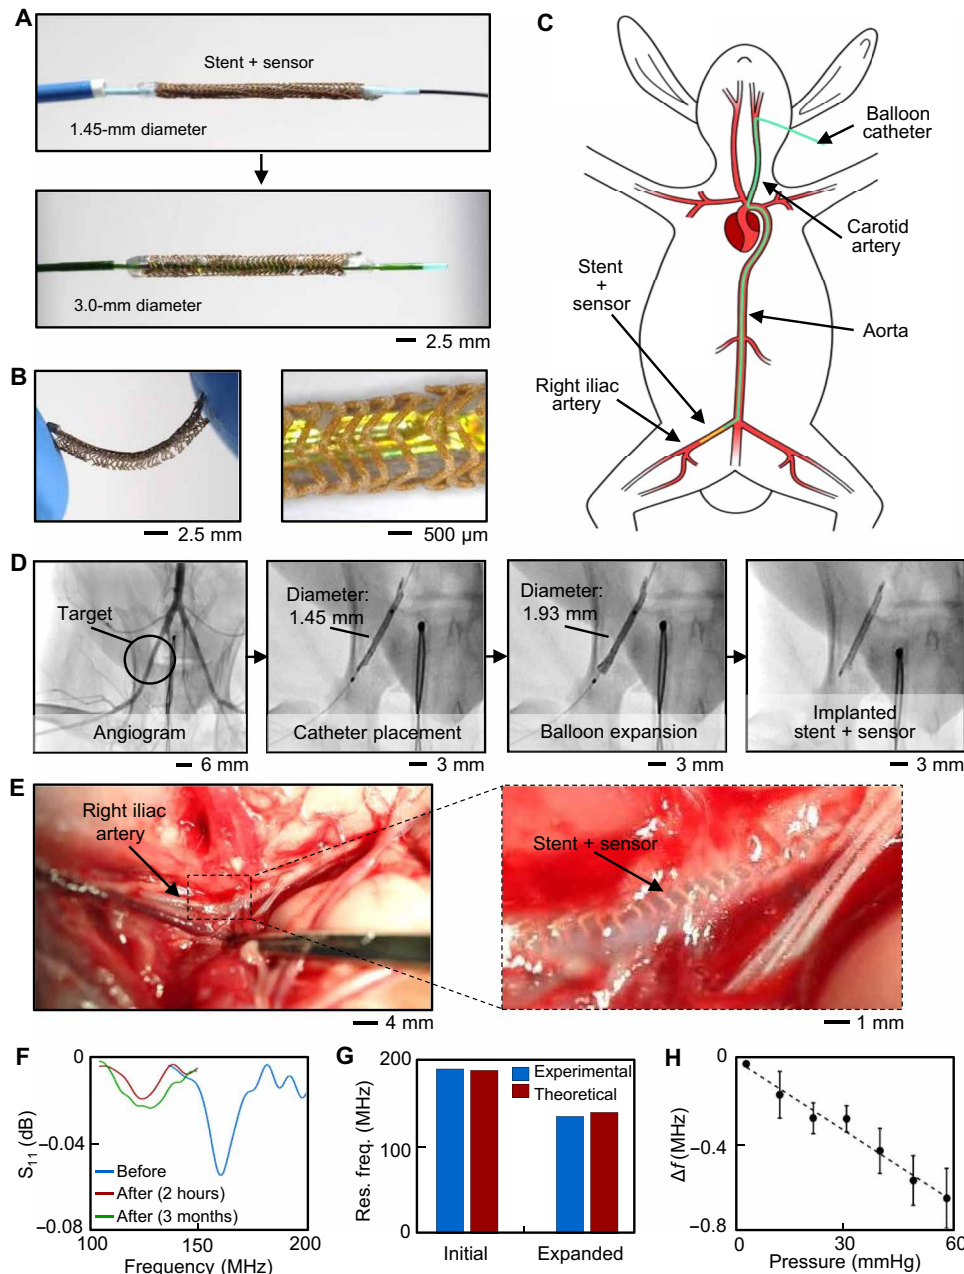 A
Stent + sensor
1.45-mm diameter
3.0-mm diameter
2.5 mm
B
2.5 mm
500 µm
C
Balloon
catheter
Carotid
artery
Stent
+
sensor
Aorta
Right iliac
artery
D
Target
Angiogram
6 mm
Diameter:
1.45 mm
Catheter placement
3 mm
Diameter:
1.93 mm
Balloon expansion
3 mm
Implanted
stent + sensor
3 mm
E
Right iliac
artery
4 mm
Stent + sensor
1 mm
F
S11 (dB)
0
−0.04
−0.08
Before
After (2 hours)
After (3 months)
100
150
200
Frequency (MHz)
G
Res. freq. (MHz)
200
100
0
Experimental
Theoretical
Initial
Expanded
H
Δf (MHz)
0
−0.4
−0.8
0
30
60
Pressure (mmHg)